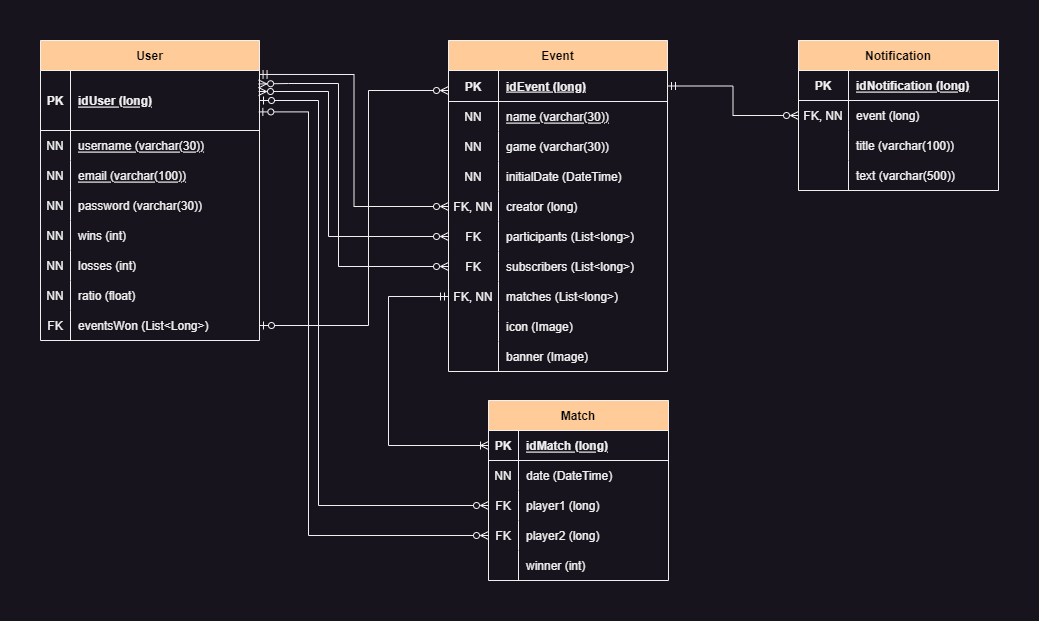 User
PK idUser (long)
NN username (varchar(30))
NN email (varchar(100))
NN password (varchar(30))
NN wins (int)
NN losses (int)
NN ratio (float)
FK eventsWon (List<Long>)
Event
PK idEvent (long)
NN name (varchar(30))
NN game (varchar(30))
NN initialDate (DateTime)
FK, NN creator (long)
FK participants (List<long>)
FK subscribers (List<long>)
FK, NN matches (List<long>)
icon (Image)
banner (Image)
Notification
PK idNotification (long)
FK, NN event (long)
title (varchar(100))
text (varchar(500))
Match
PK idMatch (long)
NN date (DateTime)
FK player1 (long)
FK player2 (long)
winner (int)